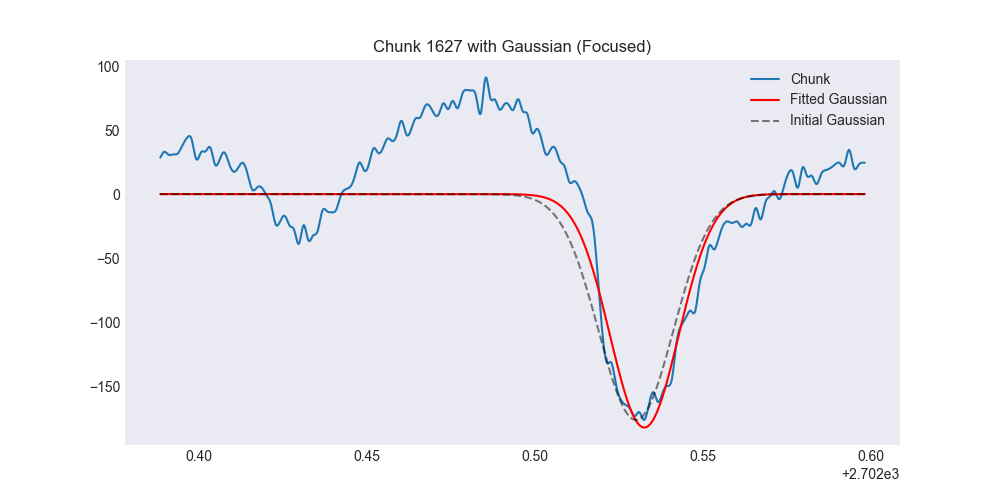 Chunk 1627 with Gaussian (Focused)
Chunk
Fitted Gaussian
Initial Gaussian
100
50
0
−50
−100
−150
0.40 0.45 0.50 0.55 0.60
+2.702e3